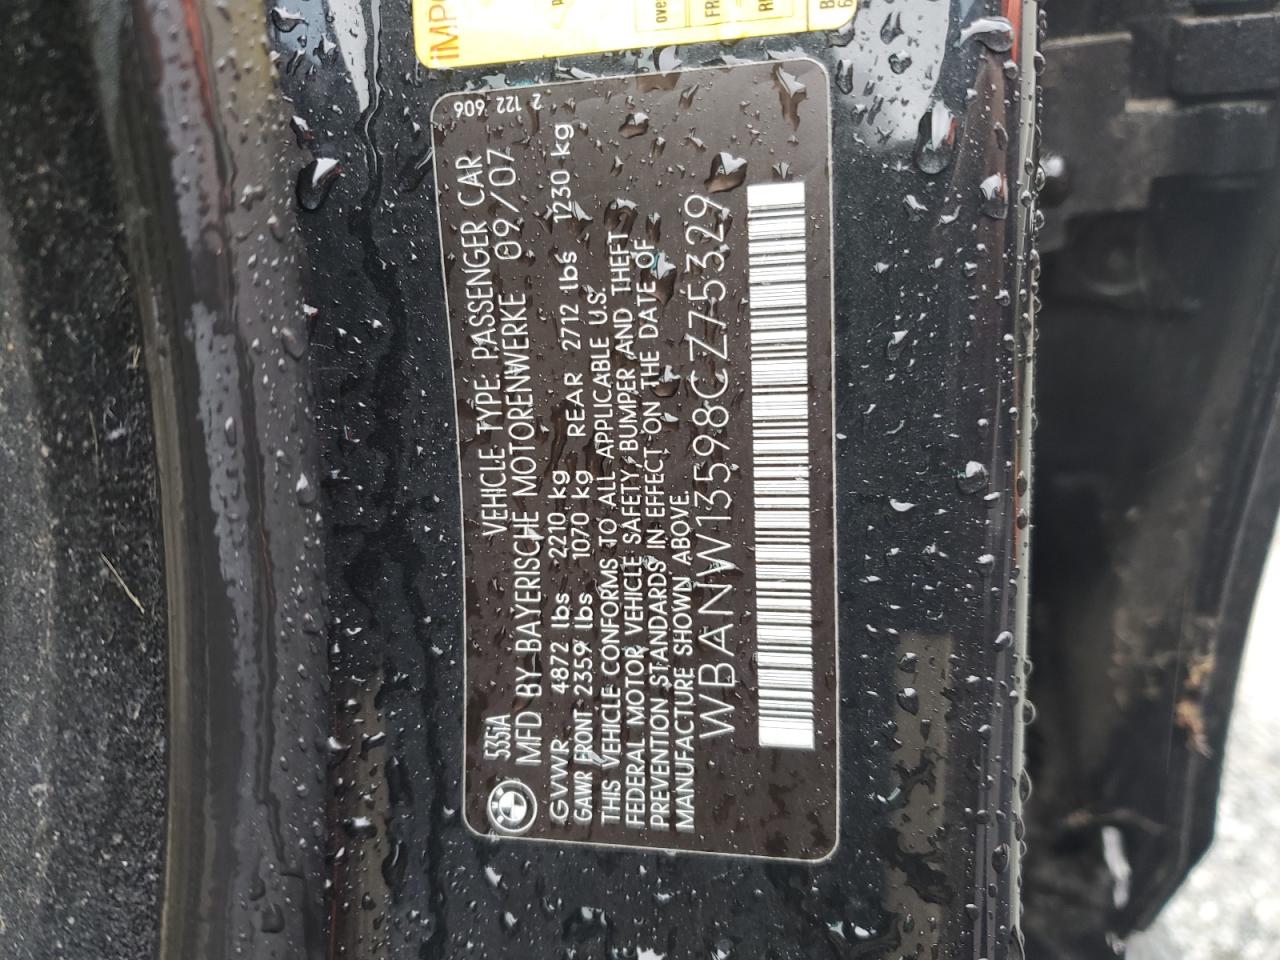 535iA VEHICLE TYPE: PASSENGER CAR
MFD BY BAYERISCHE MOTORENWERKE 09/07
GVWR 4872 lbs 2210 kg
GAWR FRONT 2359 lbs 1070 kg REAR 2712 lbs 1230 kg
THIS VEHICLE CONFORMS TO ALL APPLICABLE U.S.
FEDERAL MOTOR VEHICLE SAFETY, BUMPER AND THEFT
PREVENTION STANDARDS IN EFFECT ON THE DATE OF
MANUFACTURE SHOWN ABOVE.
WBANW13598CZ75329
2 122 606